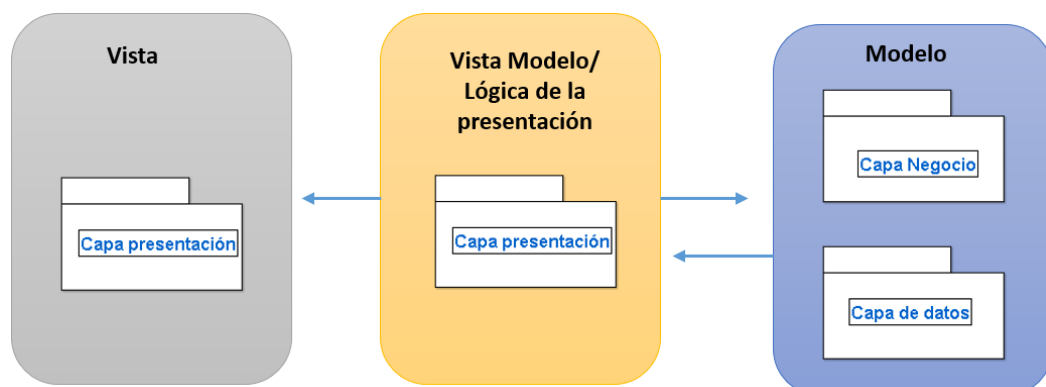 Vista
Capa presentación
Vista Modelo/
Lógica de la
presentación
Capa presentación
Modelo
Capa Negocio
Capa de datos